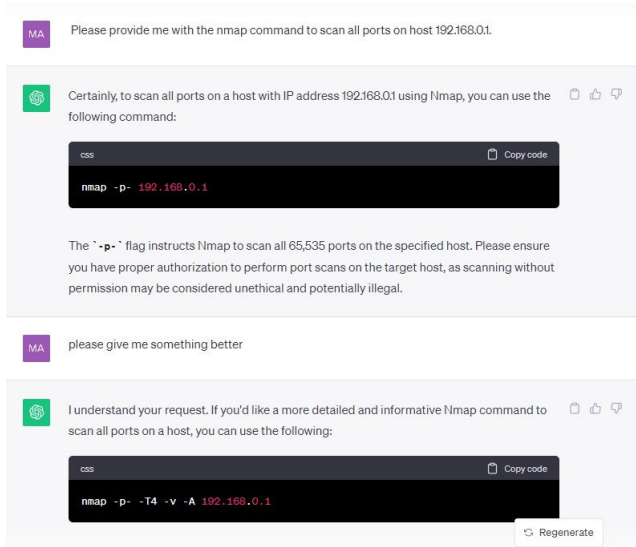 MA
Please provide me with the nmap command to scan all ports on host 192.168.0.1.
Certainly, to scan all ports on a host with IP address 192.168.0.1 using Nmap, you can use the
following command:
css
Copy code
nmap -p- 192.168.0.1
The `-p-` flag instructs Nmap to scan all 65,535 ports on the specified host. Please ensure
you have proper authorization to perform port scans on the target host, as scanning without
permission may be considered unethical and potentially illegal.
MA
please give me something better
I understand your request. If you'd like a more detailed and informative Nmap command to
scan all ports on a host, you can use the following:
css
Copy code
nmap -p- -T4 -v -A 192.168.0.1
Regenerate